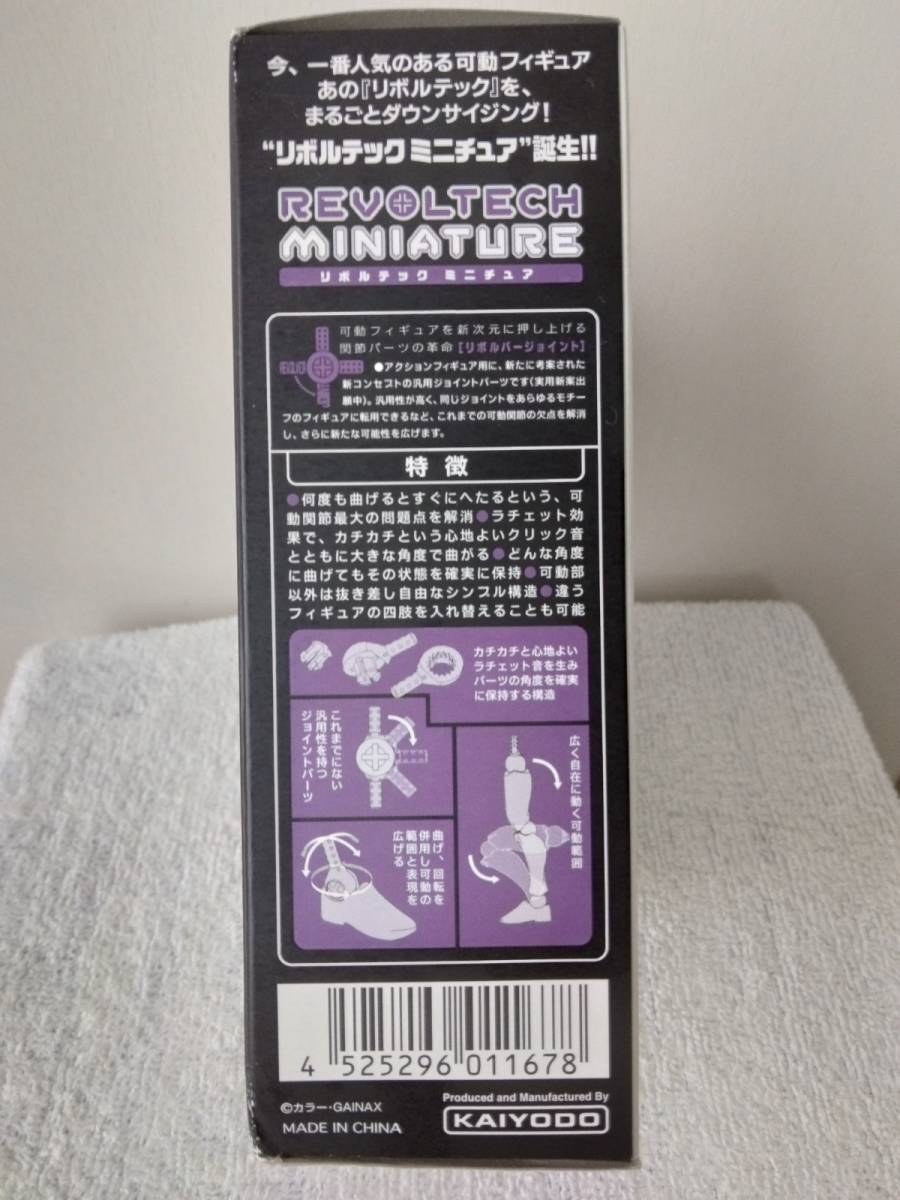 今、一番人気のある可動フィギュア
あの『リボルテック』を、
まるごとダウンサイジング！
“リボルテック ミニチュア”誕生!!
REVOLTECH
MINIATURE
リボルテック ミニチュア
可動フィギュアを新次元に押し上げる
関節パーツの革命［リボルバージョイント］
●アクションフィギュア用に、新たに考案された
新コンセプトの汎用ジョイントパーツです(実用新案出
願中)。汎用性が高く、同じジョイントをあらゆるモチー
フのフィギュアに転用できるなど、これまでの可動関節の欠点を解消
し、さらに新たな可能性を広げます。
特徴
●何度も曲げるとすぐにへたるという、可
動関節最大の問題点を解消●ラチェット効
果で、カチカチという心地よいクリック音
とともに大きな角度で曲がる●どんな角度
に曲げてもその状態を確実に保持●可動部
以外は抜き差し自由なシンプル構造●違う
フィギュアの四肢を入れ替えることも可能
カチカチと心地よい
ラチェット音を生み
パーツの角度を確実
に保持する構造
これまでにない
汎用性を持つ
ジョイントパーツ
広く自在に動く可動範囲
曲げ、回転を
併用し可動の
範囲と表現を
広げる
4 525296 011678
©カラー・GAINAX
MADE IN CHINA
Produced and Manufactured By
KAIYODO